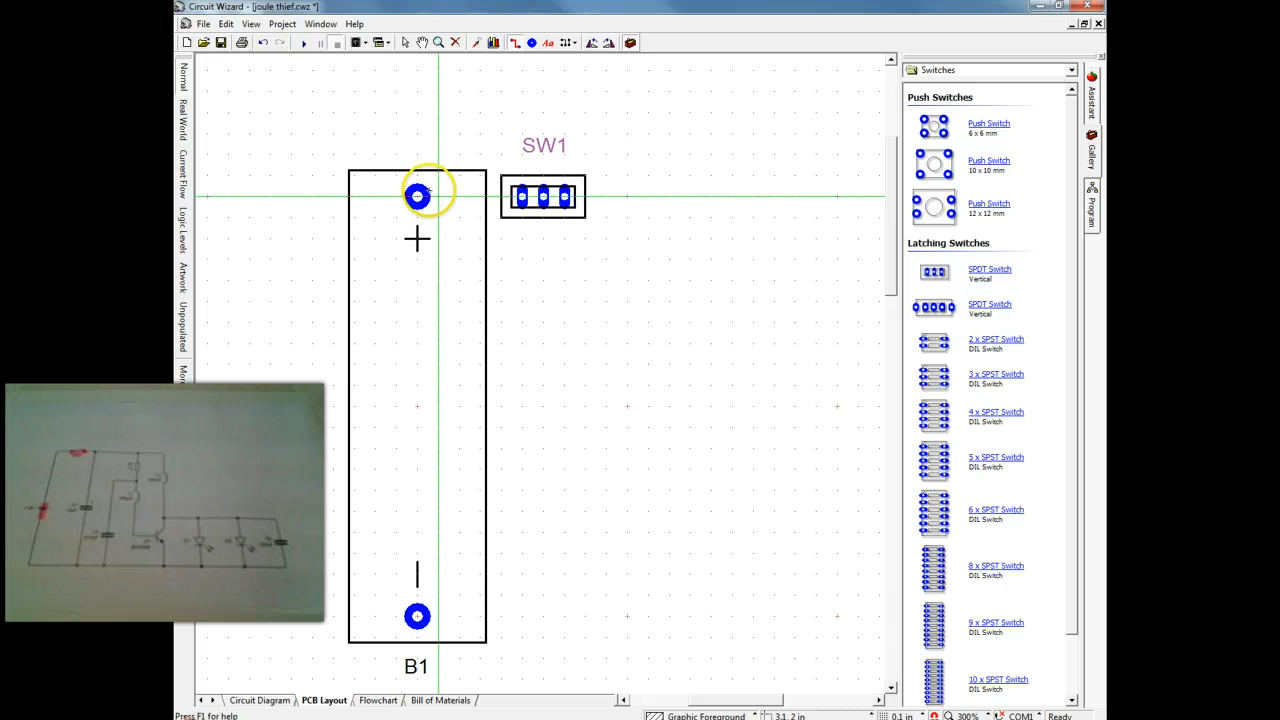 Circuit Wizard - [joule thief.cwz *]
File Edit View Project Window Help
Aa
Switches
Normal
Real World
Current Flow
Logic Levels
Artwork
Unpopulated
More
SW1
B1
Push Switches
Push Switch
6 x 6 mm
Push Switch
10 x 10 mm
Push Switch
12 x 12 mm
Latching Switches
SPDT Switch
Vertical
SPDT Switch
Vertical
2 x SPST Switch
DIL Switch
3 x SPST Switch
DIL Switch
4 x SPST Switch
DIL Switch
5 x SPST Switch
DIL Switch
6 x SPST Switch
DIL Switch
8 x SPST Switch
DIL Switch
9 x SPST Switch
DIL Switch
10 x SPST Switch
DIL Switch
Assistant
Gallery
Program
Circuit Diagram PCB Layout Flowchart Bill of Materials
Press F1 for help Graphic Foreground 3.1, 2 in 0.1 in 300% COM1 Ready